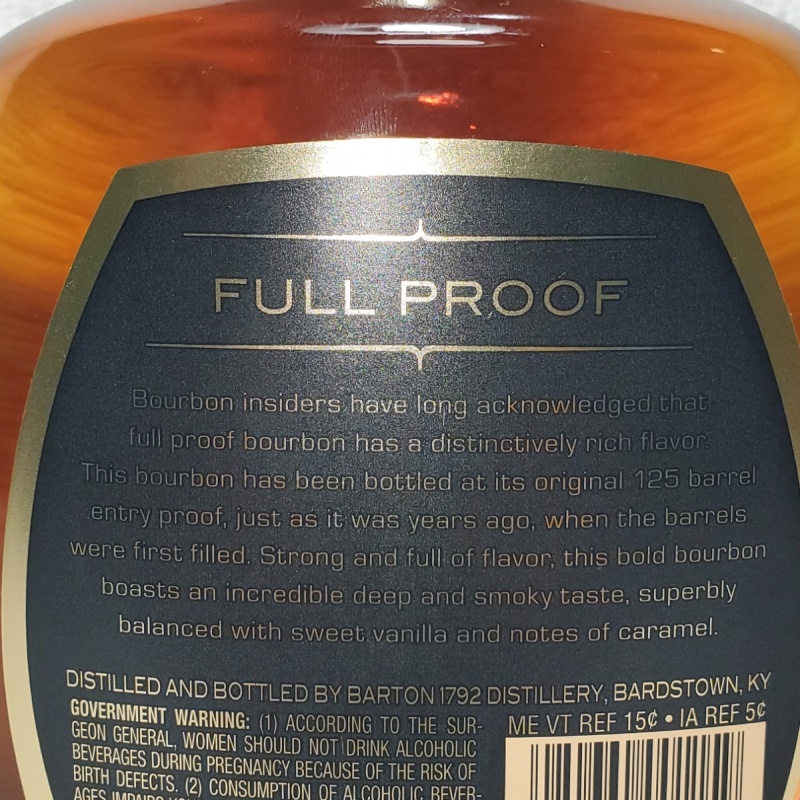 FULL PROOF
Bourbon insiders have long acknowledged that
full proof bourbon has a distinctively rich flavor.
This bourbon has been bottled at its original 125 barrel
entry proof, just as it was years ago, when the barrels
were first filled. Strong and full of flavor, this bold bourbon
boasts an incredible deep and smoky taste, superbly
balanced with sweet vanilla and notes of caramel.
DISTILLED AND BOTTLED BY BARTON 1792 DISTILLERY, BARDSTOWN, KY
GOVERNMENT WARNING: (1) ACCORDING TO THE SUR-
GEON GENERAL, WOMEN SHOULD NOT DRINK ALCOHOLIC
BEVERAGES DURING PREGNANCY BECAUSE OF THE RISK OF
BIRTH DEFECTS. (2) CONSUMPTION OF ALCOHOLIC BEVER-
AGES IMPAIRS
ME VT REF 15¢ • IA REF 5¢